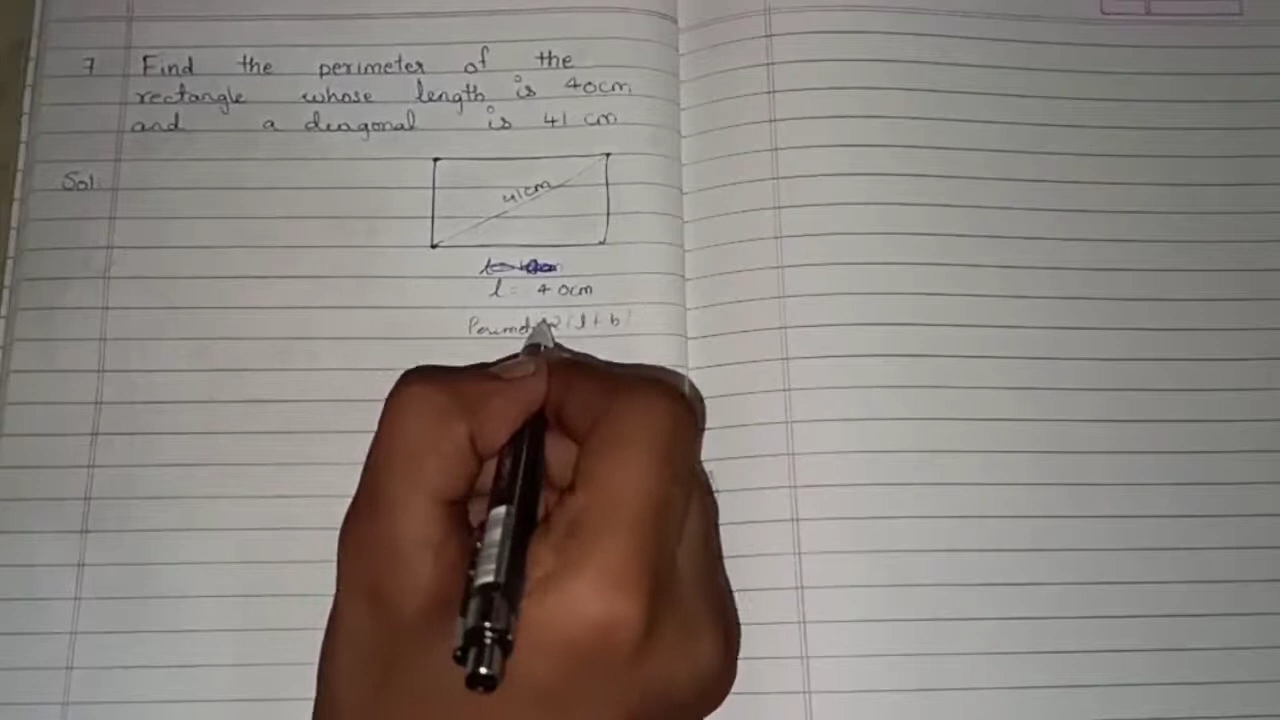 7 Find the perimeter of the
rectangle whose length is 40cm
and a diagonal is 41 cm
Sol:
41cm
l = 40cm
2(l + b)